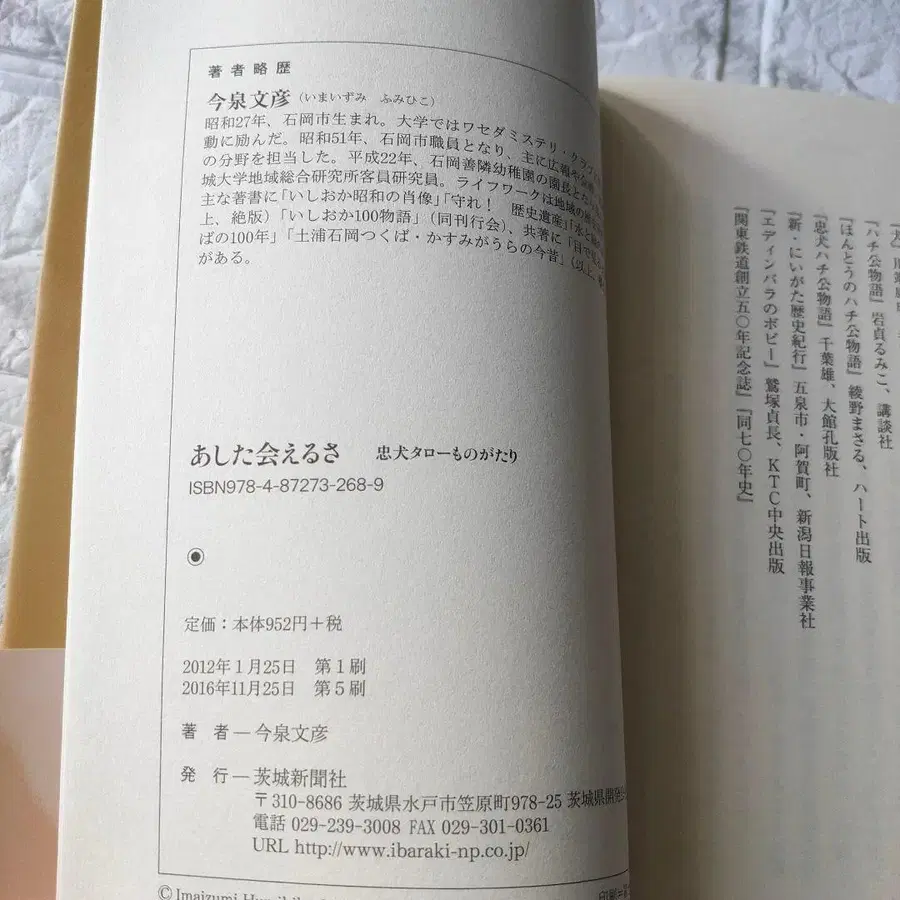 著者略歴
今泉文彦(いまいずみ ふみひこ)
昭和27年、石岡市生まれ。大学ではワセダミステリ・クラブ
動に励んだ。昭和51年、石岡市職員となり、主に広報や
の分野を担当した。平成22年、石岡善隣幼稚園の園長とな
城大学地域総合研究所客員研究員。ライフワークは地域の
主な著書に「いしおか昭和の肖像」「守れ! 歴史遺産」「水と
上、絶版)「いしおか100物語」(同刊行会)、共著に「目で
ばの100年」「土浦石岡つくば・かすみがうらの今昔」(以上、
がある。
あした会えるさ 忠犬タローものがたり
ISBN978-4-87273-268-9
定価:本体952円+税
2012年1月25日 第1刷
2016年11月25日 第5刷
著 者―今泉文彦
発 行―茨城新聞社
〒310-8686 茨城県水戸市笠原町978-25 茨城県開発
電話 029-239-3008 FAX 029-301-0361
URL http://www.ibaraki-np.co.jp/
© Imaizumi
『ハチ公物語』岩貞るみこ、講談社
『ほんとうのハチ公物語』綾野まさる、ハート出版
『忠犬ハチ公物語』千葉雄、大館孔版社
『新・にいがた歴史紀行』五泉市・阿賀町、新潟日報事業社
『エディンバラのボビー』鷲塚貞長、KTC中央出版
『関東鉄道創立五〇年記念誌』『同七〇年史』